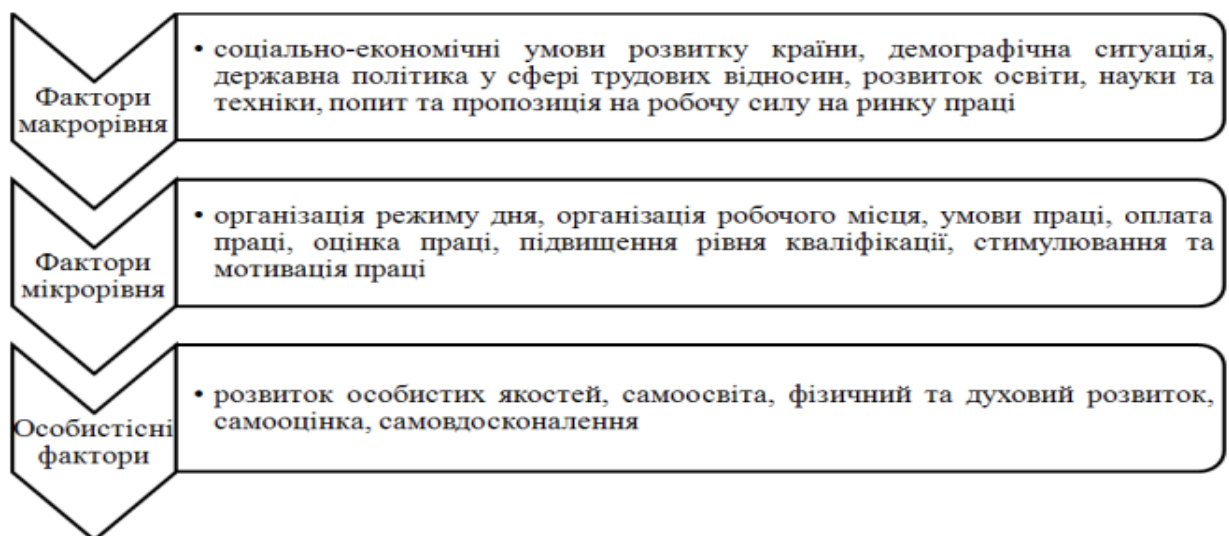 Фактори
макрорівня
• соціально-економічні умови розвитку країни, демографічна ситуація,
державна політика у сфері трудових відносин, розвиток освіти, науки та
техніки, попит та пропозиція на робочу силу на ринку праці
Фактори
мікрорівня
• організація режиму дня, організація робочого місця, умови праці, оплата
праці, оцінка праці, підвищення рівня кваліфікації, стимулювання та
мотивація праці
Особистісні
фактори
• розвиток особистих якостей, самоосвіта, фізичний та духовий розвиток,
самооцінка, самовдосконалення